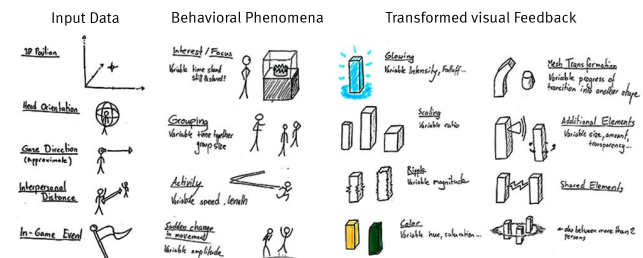 Input Data
Behavioral Phenomena
Transformed visual Feedback
3D Position
Head Orientation
Gaze Direction
(approximate)
Interpersonal
Distance
In-Game Event
Interest / Focus
Variable time stand
still & stand!
Grouping
Variable time together
group size
Activity
Variable speed, length
Sudden change
in movement!
Variable amplitude
Glowing
Variable Intensity, Falloff...
Scaling
Variable ratio
Ripple
Variable magnitude
Color
Variable hue, saturation...
Mesh Transformation
Variable progress of
transition into another shape
Additional Elements
Variable size, amount,
transparency...
Shared Elements
also between more than 2
persons